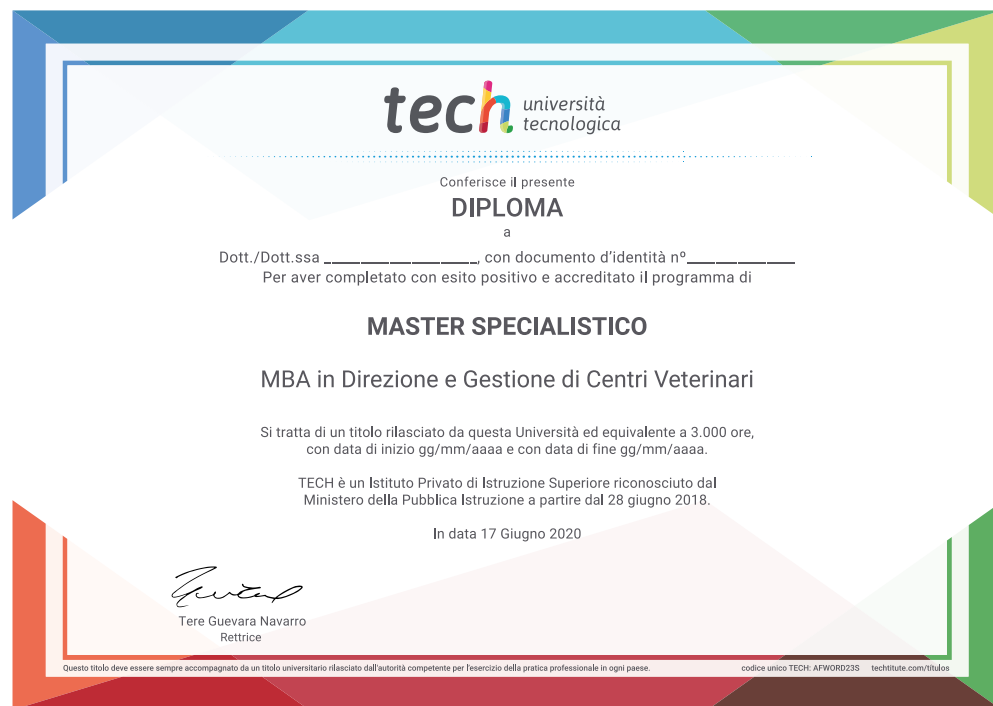 tech università
tecnologica
Conferisce il presente
DIPLOMA
a
Dott./Dott.ssa ____________________, con documento d'identità nº______________
Per aver completato con esito positivo e accreditato il programma di
MASTER SPECIALISTICO
MBA in Direzione e Gestione di Centri Veterinari
Si tratta di un titolo rilasciato da questa Università ed equivalente a 3.000 ore,
con data di inizio gg/mm/aaaa e con data di fine gg/mm/aaaa.
TECH è un Istituto Privato di Istruzione Superiore riconosciuto dal
Ministero della Pubblica Istruzione a partire dal 28 giugno 2018.
In data 17 Giugno 2020
Tere Guevara Navarro
Rettrice
Questo titolo deve essere sempre accompagnato da un titolo universitario rilasciato dall'autorità competente per l'esercizio della pratica professionale in ogni paese. codice unico TECH: AFWORD23S techtitute.com/títulos